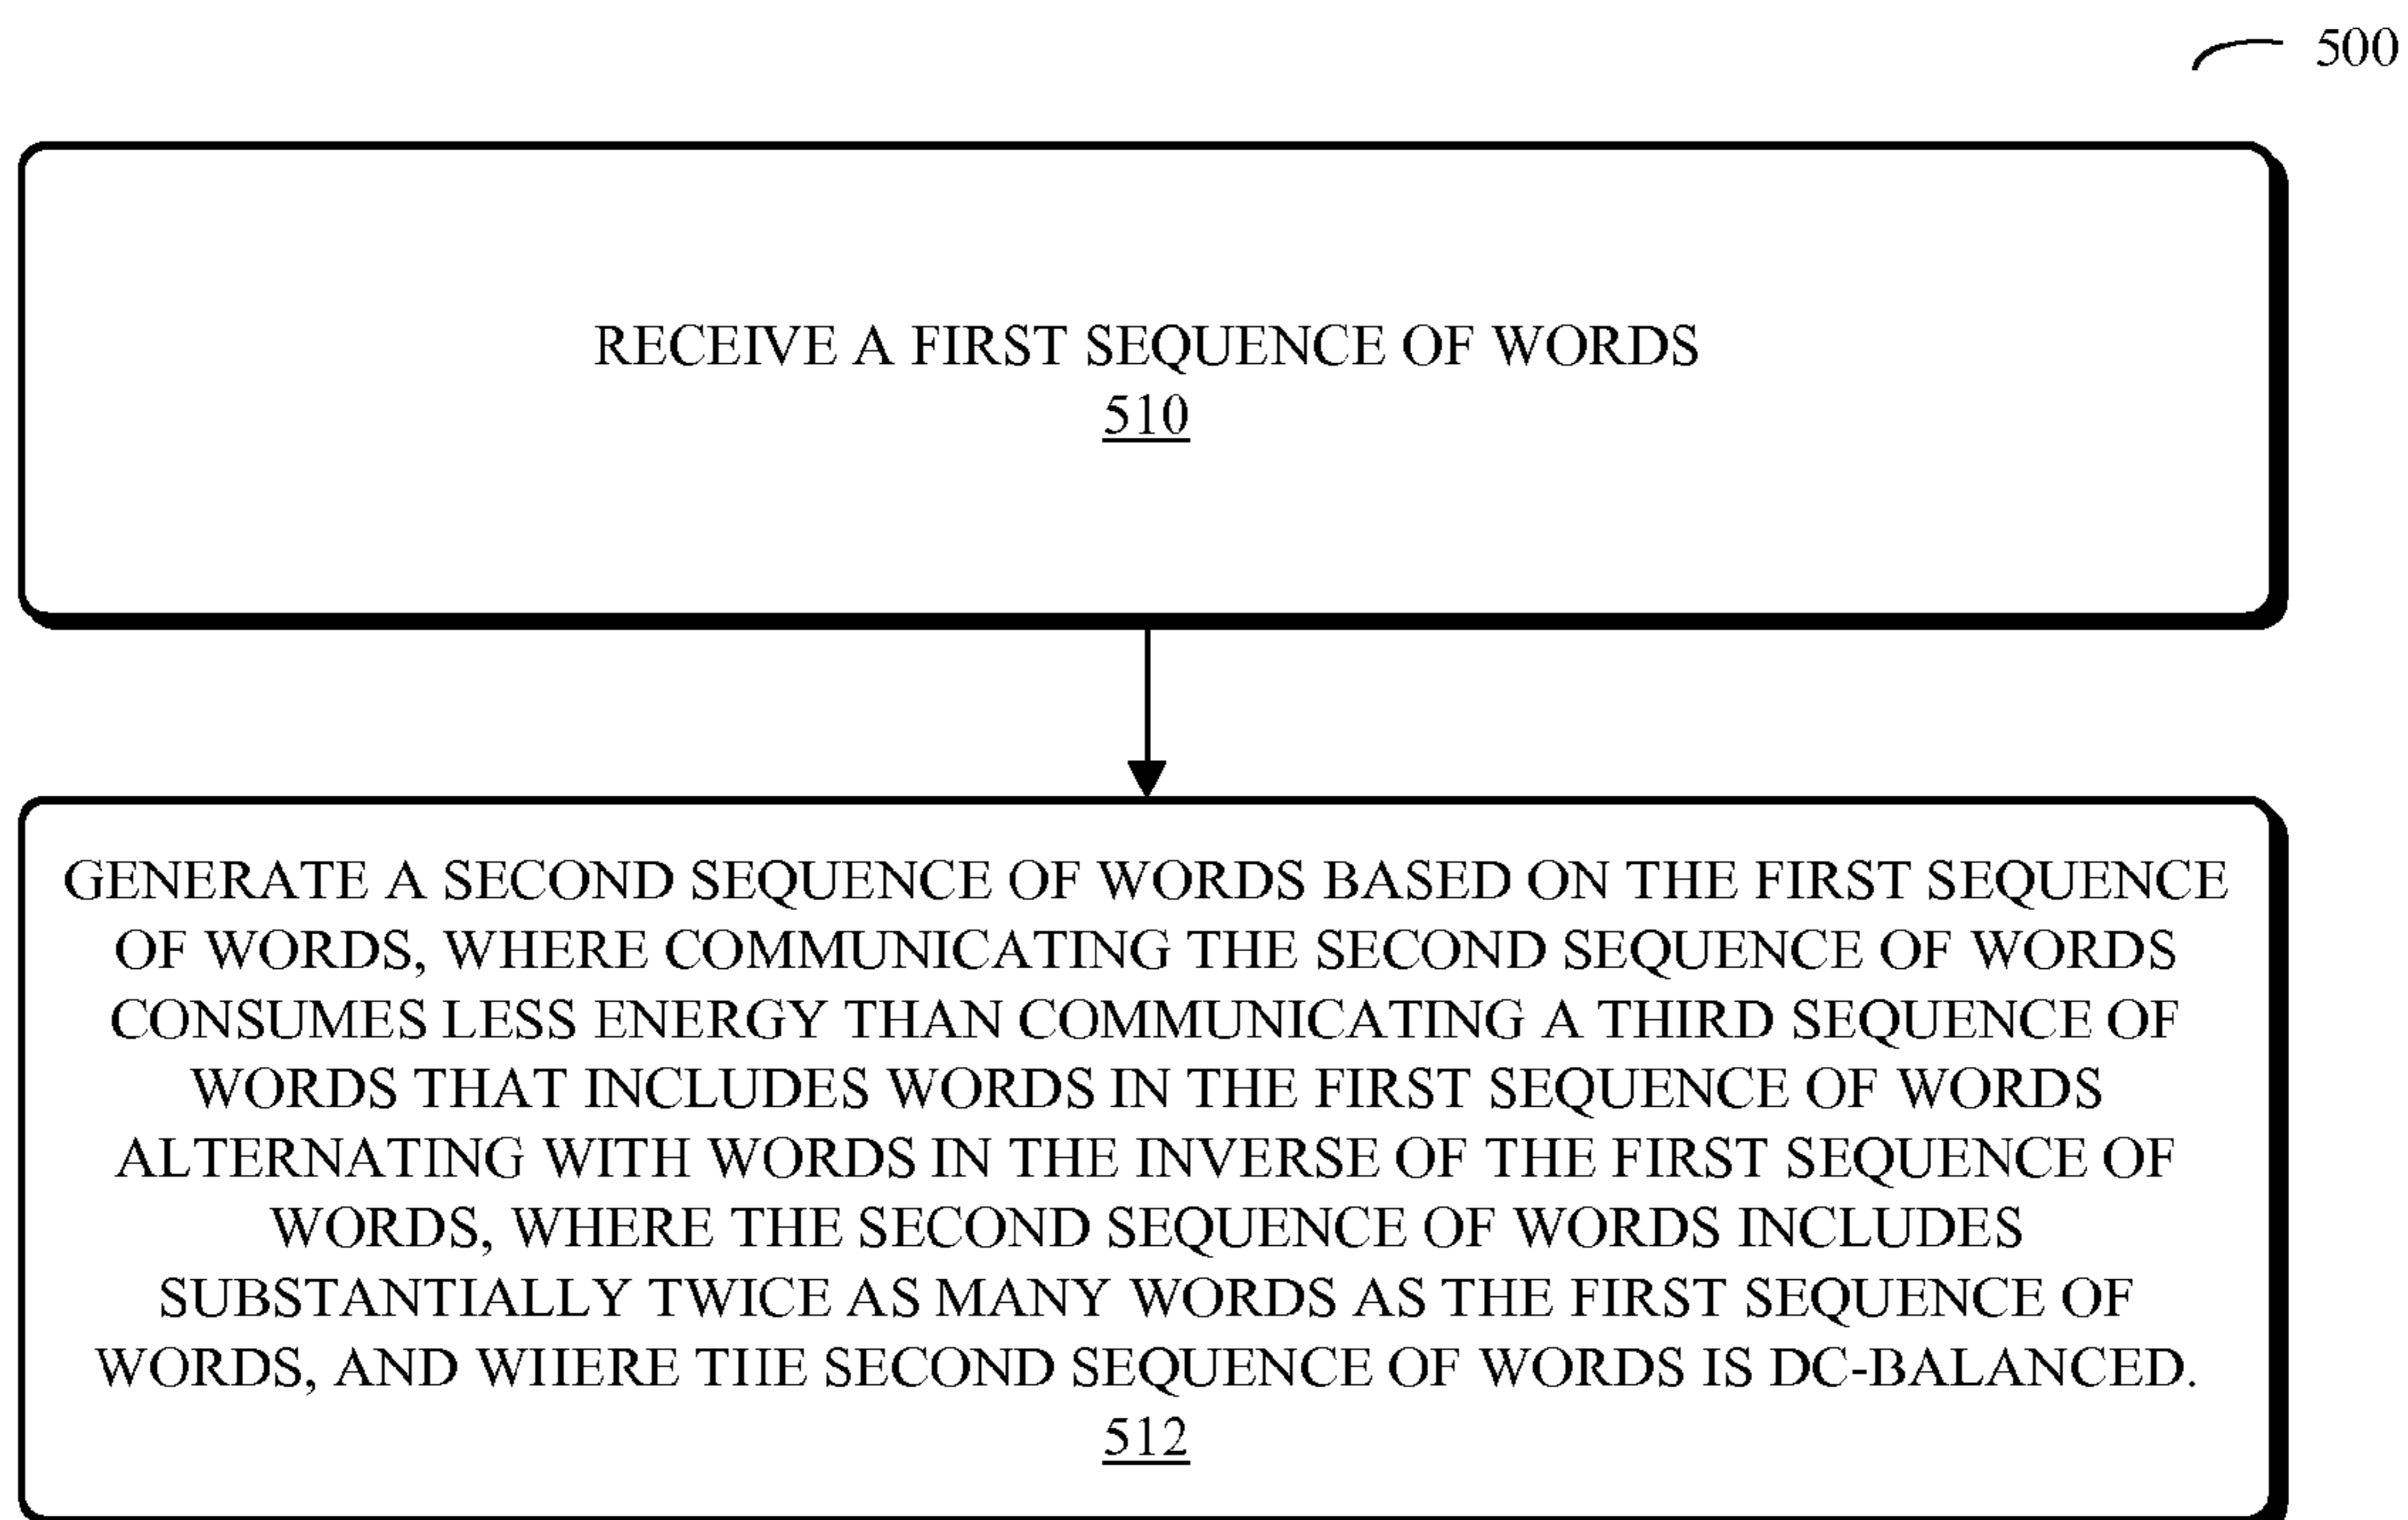 500
RECEIVE A FIRST SEQUENCE OF WORDS
510
GENERATE A SECOND SEQUENCE OF WORDS BASED ON THE FIRST SEQUENCE
OF WORDS, WHERE COMMUNICATING THE SECOND SEQUENCE OF WORDS
CONSUMES LESS ENERGY THAN COMMUNICATING A THIRD SEQUENCE OF
WORDS THAT INCLUDES WORDS IN THE FIRST SEQUENCE OF WORDS
ALTERNATING WITH WORDS IN THE INVERSE OF THE FIRST SEQUENCE OF
WORDS, WHERE THE SECOND SEQUENCE OF WORDS INCLUDES
SUBSTANTIALLY TWICE AS MANY WORDS AS THE FIRST SEQUENCE OF
WORDS, AND WHERE THE SECOND SEQUENCE OF WORDS IS DC-BALANCED.
512